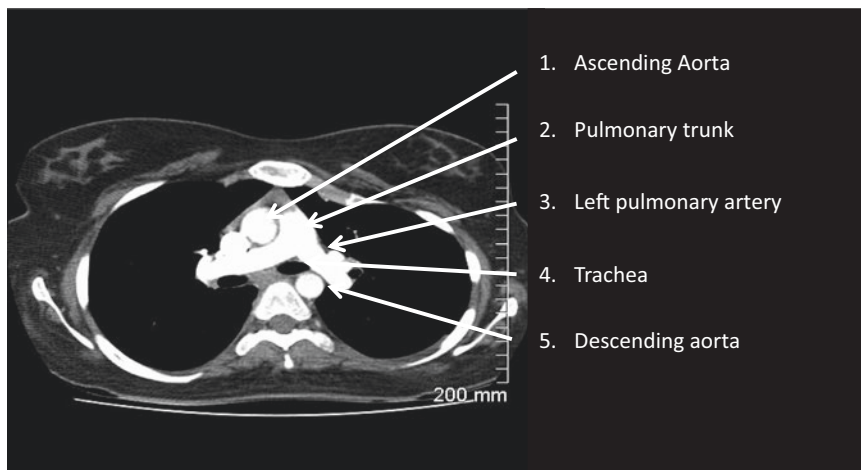 1. Ascending Aorta
2. Pulmonary trunk
3. Left pulmonary artery
4. Trachea
5. Descending aorta
200 mm